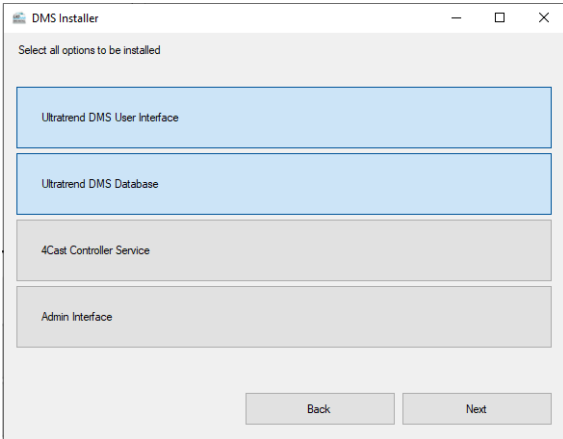 DMS Installer
Select all options to be installed
Ultratrend DMS User Interface
Ultratrend DMS Database
4Cast Controller Service
Admin Interface
Back
Next